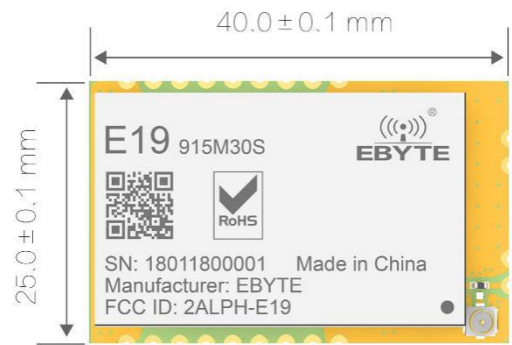 40.0±0.1 mm
25.0±0.1 mm
E19 915M30S
®
EBYTE
RoHS
SN: 18011800001 Made in China
Manufacturer: EBYTE
FCC ID: 2ALPH-E19